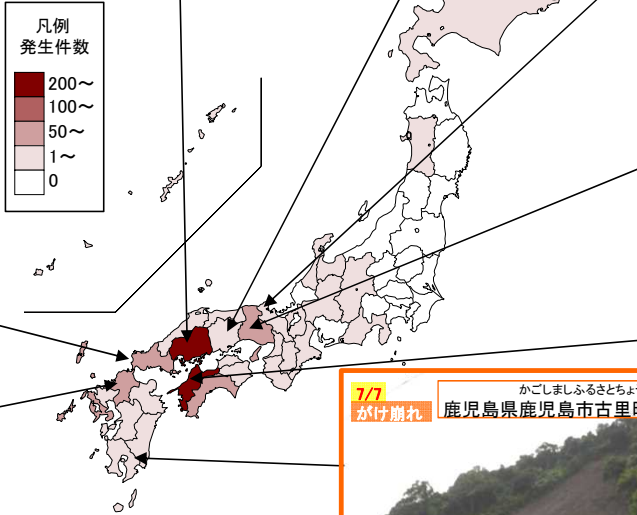 凡例
発生件数
200～
100～
50～
1～
0
7/7
がけ崩れ
かごしましふるさとちょ
鹿児島県鹿児島市古里